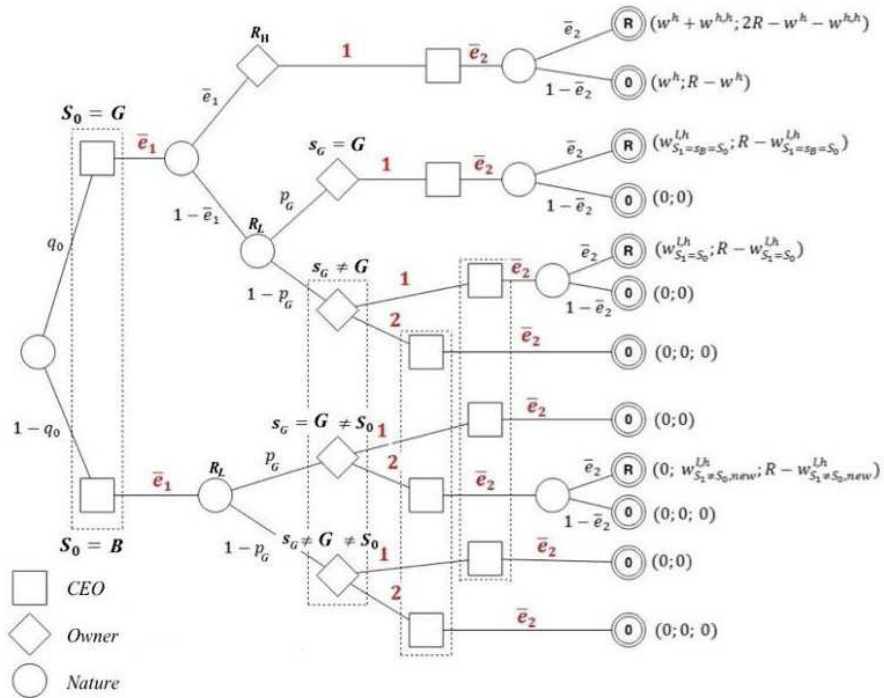 R_H 1 ē₂ ē₂ R (w^h + w^{h,h}; 2R − w^h − w^{h,h})
ē₁ 1 − ē₂ 0 (w^h; R − w^h)
S₀ = G ē₁ s_G = G 1 ē₂ ē₂ R (w^{l,h}_{S₁=s_B=S₀}; R − w^{l,h}_{S₁=s_B=S₀})
1 − ē₁ R_L p_G 1 − ē₂ 0 (0; 0)
q₀ 1 − p_G s_G ≠ G 1 ē₂ ē₂ R (w^{l,h}_{S₁=S₀}; R − w^{l,h}_{S₁=S₀})
1 − ē₂ 0 (0; 0)
2 ē₂ 0 (0; 0; 0)
1 − q₀ s_G = G ≠ S₀ 1 ē₂ 0 (0; 0)
ē₁ R_L p_G 2 ē₂ ē₂ R (0; w^{l,h}_{S₁≠S₀,new}; R − w^{l,h}_{S₁≠S₀,new})
1 − ē₂ 0 (0; 0; 0)
S₀ = B 1 − p_G s_G ≠ G ≠ S₀ 1 ē₂ 0 (0; 0)
2 ē₂ 0 (0; 0; 0)
CEO
Owner
Nature